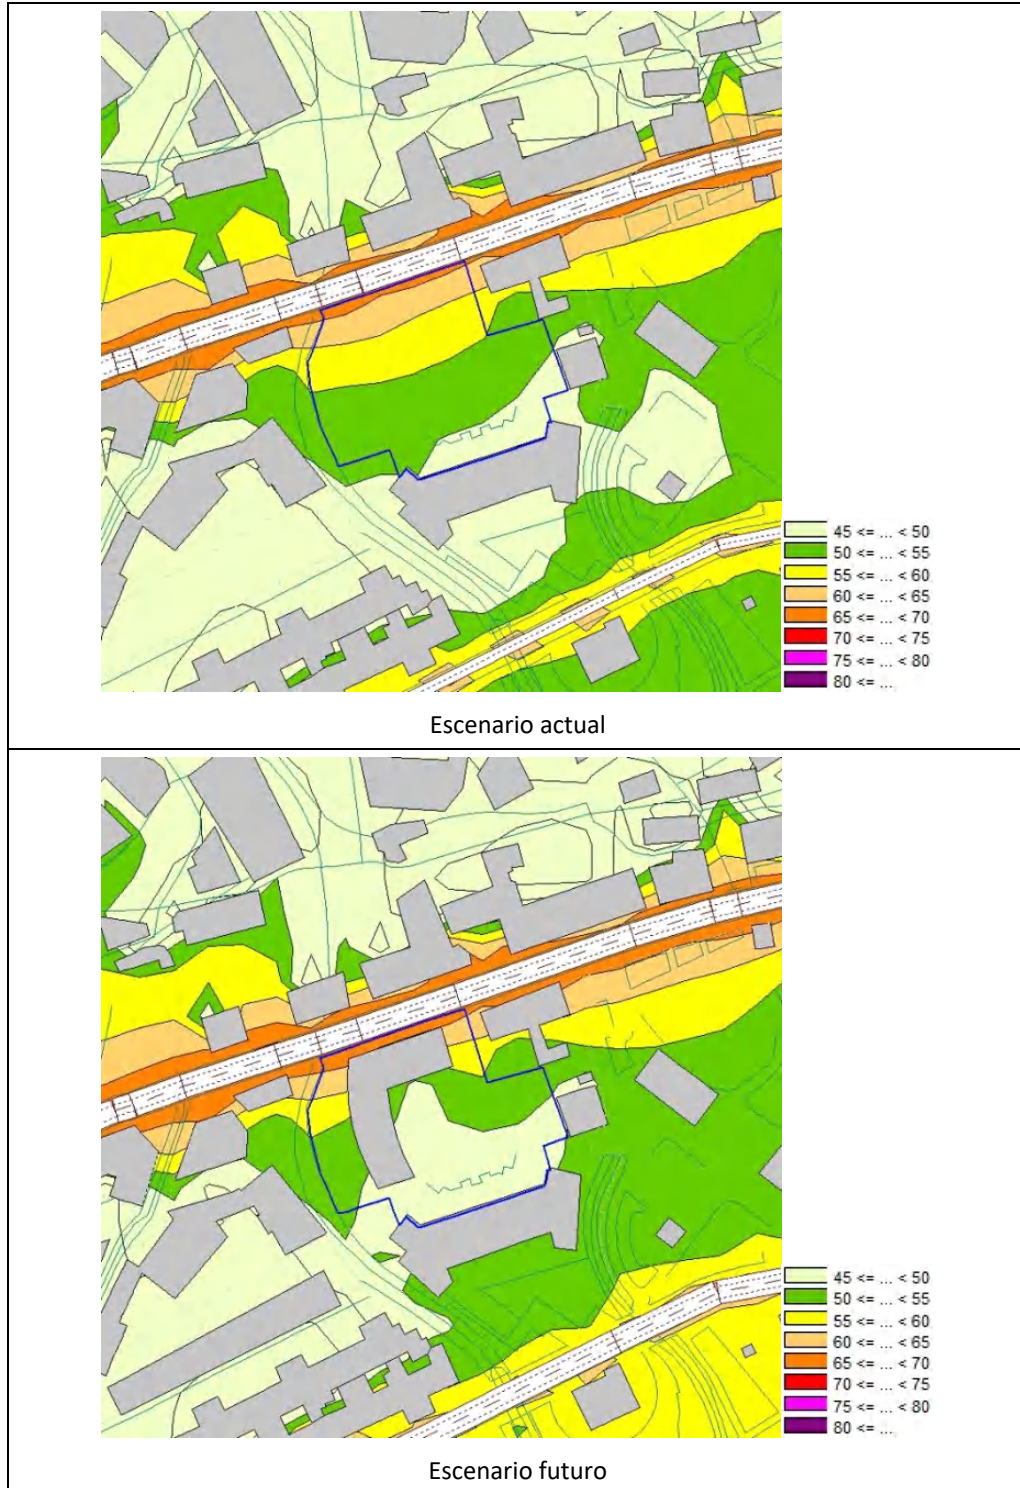 45 <= ... < 50
50 <= ... < 55
55 <= ... < 60
60 <= ... < 65
65 <= ... < 70
70 <= ... < 75
75 <= ... < 80
80 <= ...
Escenario actual
45 <= ... < 50
50 <= ... < 55
55 <= ... < 60
60 <= ... < 65
65 <= ... < 70
70 <= ... < 75
75 <= ... < 80
80 <= ...
Escenario futuro